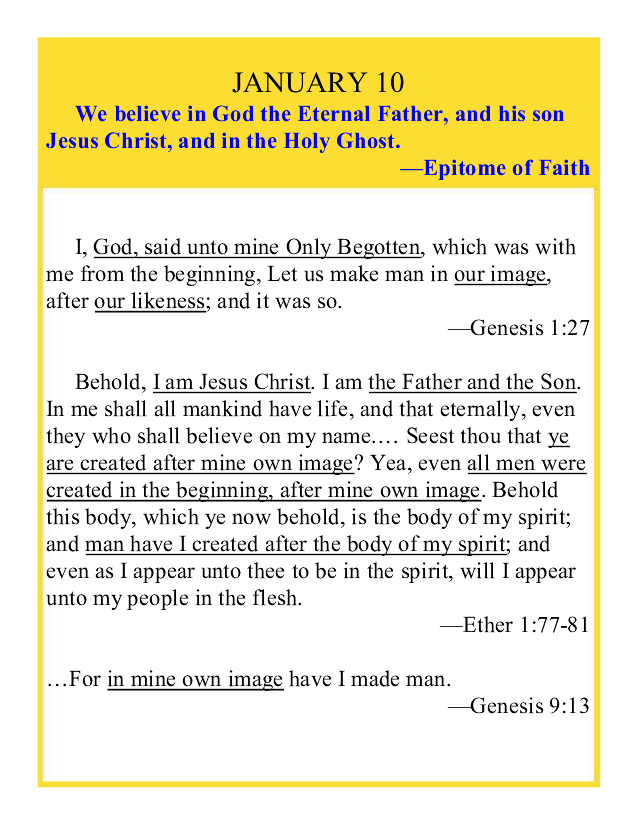 JANUARY 10
We believe in God the Eternal Father, and his son
Jesus Christ, and in the Holy Ghost.
—Epitome of Faith
I, God, said unto mine Only Begotten, which was with
me from the beginning, Let us make man in our image,
after our likeness; and it was so.
—Genesis 1:27
Behold, I am Jesus Christ. I am the Father and the Son.
In me shall all mankind have life, and that eternally, even
they who shall believe on my name.… Seest thou that ye
are created after mine own image? Yea, even all men were
created in the beginning, after mine own image. Behold
this body, which ye now behold, is the body of my spirit;
and man have I created after the body of my spirit; and
even as I appear unto thee to be in the spirit, will I appear
unto my people in the flesh.
—Ether 1:77-81
…For in mine own image have I made man.
—Genesis 9:13